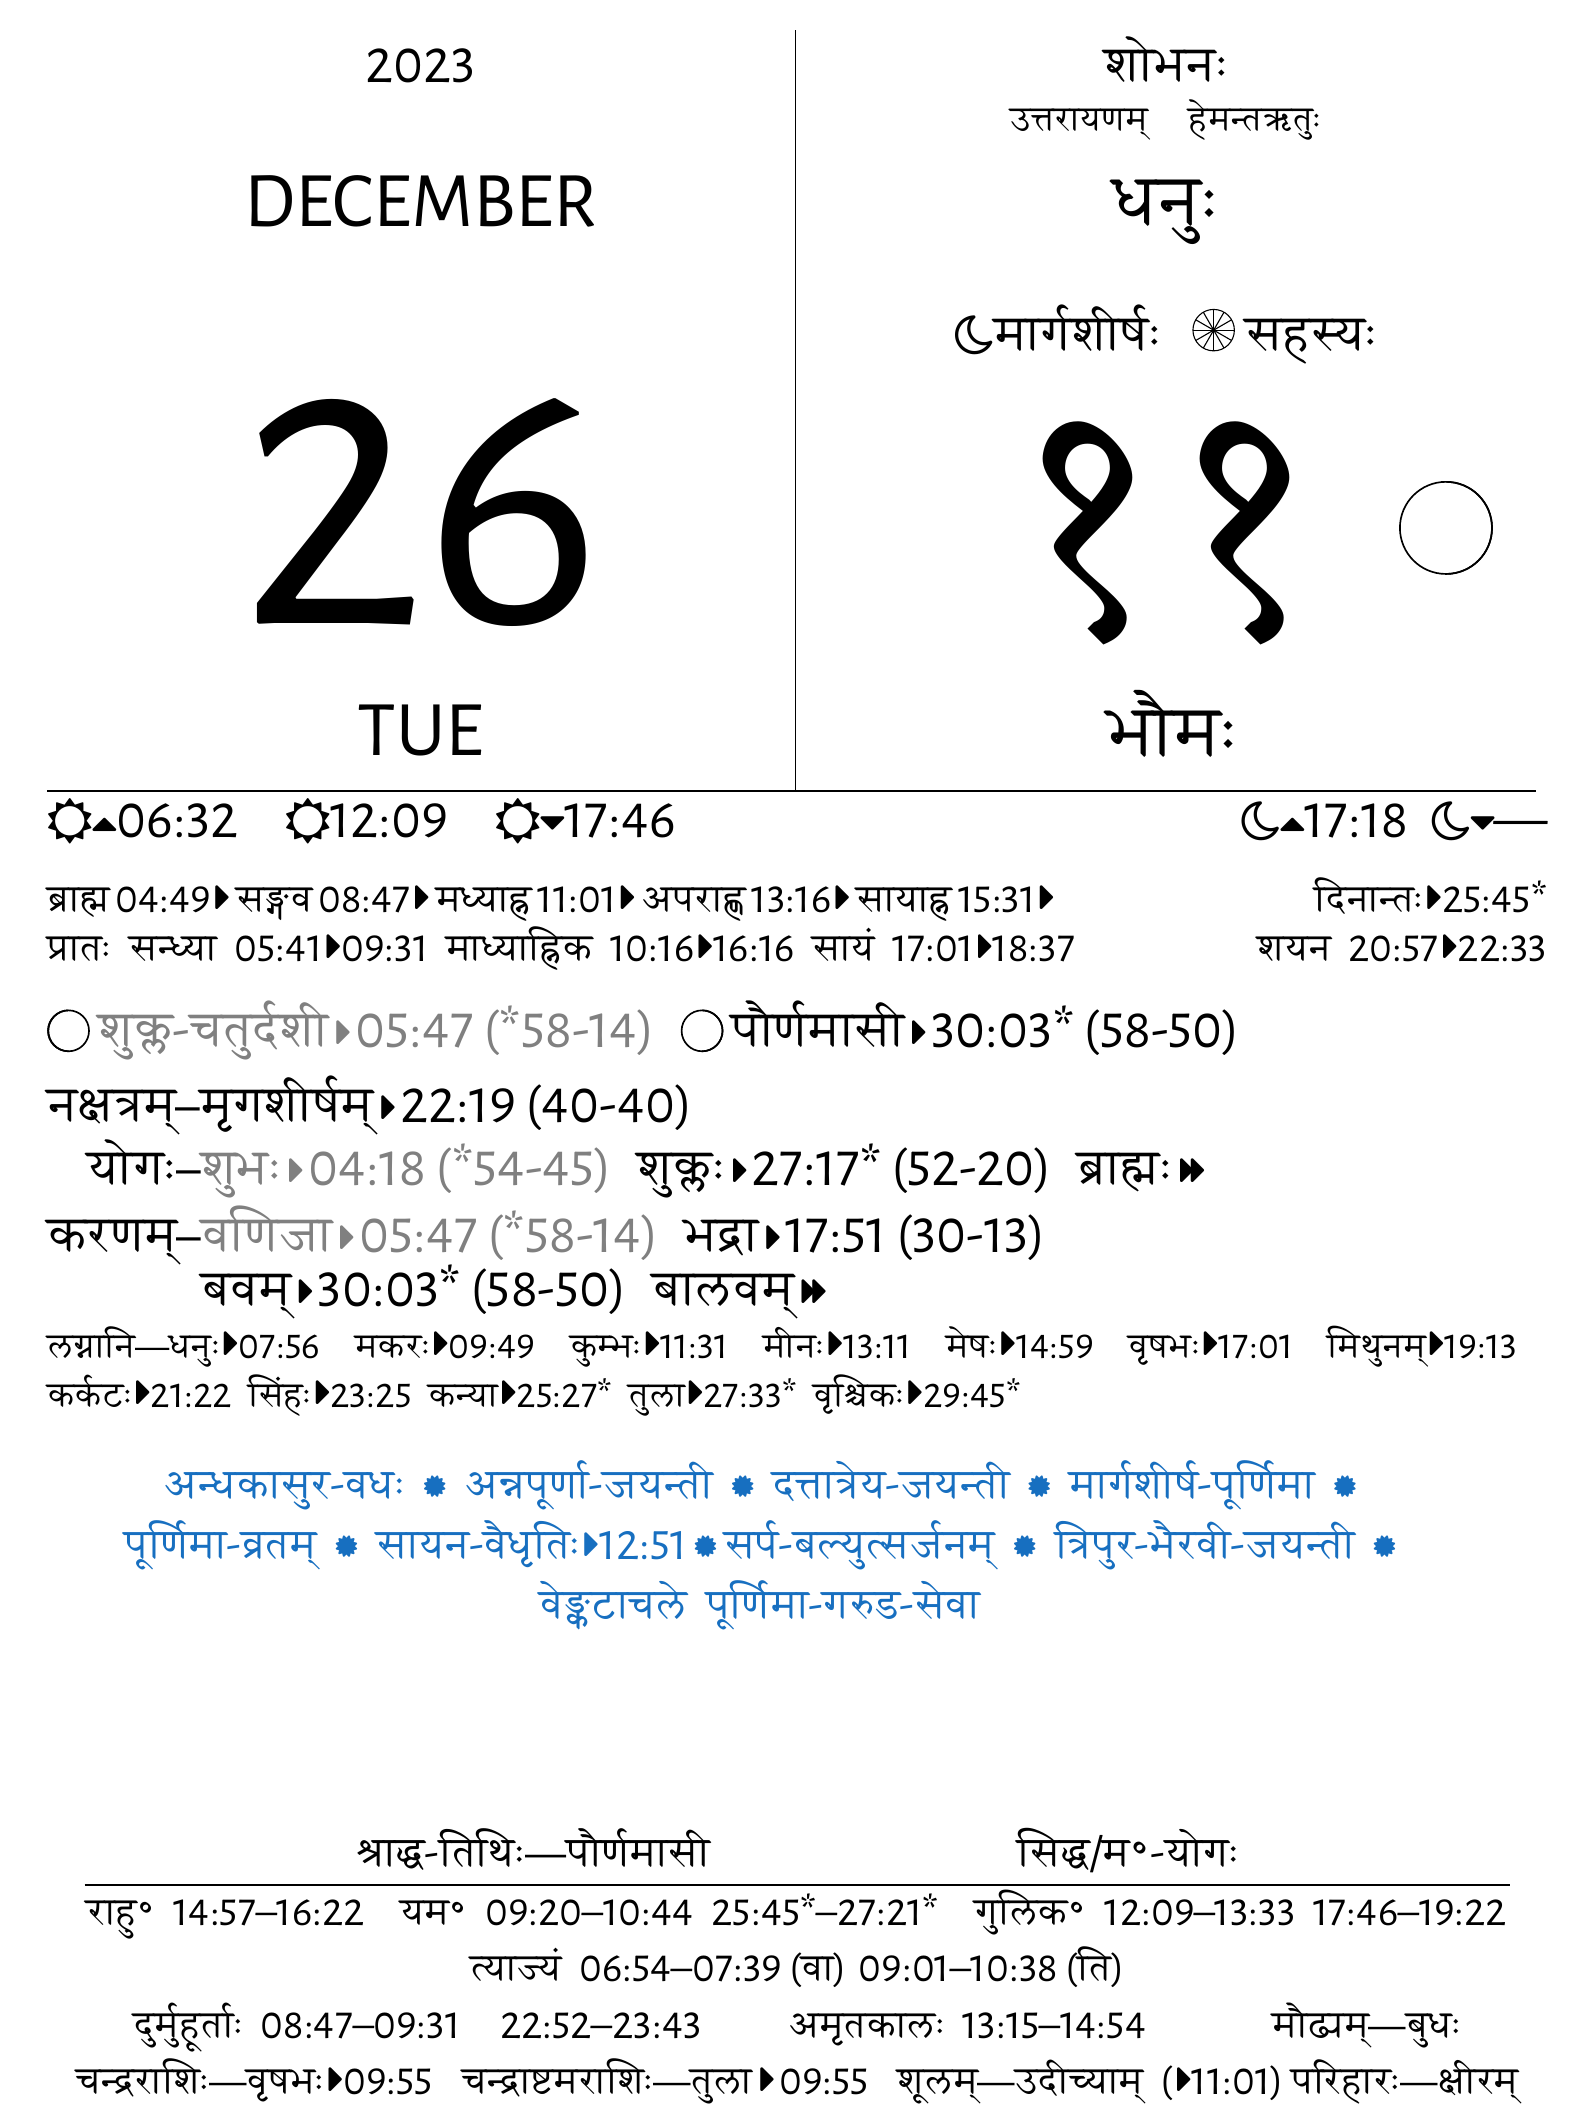 2023
DECEMBER
26
TUE
शोभनः
उत्तरायणम् हेमन्तऋतुः
धनुः
मार्गशीर्षः सहस्यः
११
भौमः
06:32 12:09 17:46 17:18 —
ब्राह्म 04:49 सङ्गव 08:47 मध्याह्न 11:01 अपराह्ण 13:16 सायाह्न 15:31 दिनान्तः 25:45*
प्रातः सन्ध्या 05:41 09:31 माध्याह्निक 10:16 16:16 सायं 17:01 18:37 शयन 20:57 22:33
शुक्ल-चतुर्दशी 05:47 (*58-14) पौर्णमासी 30:03* (58-50)
नक्षत्रम्–मृगशीर्षम् 22:19 (40-40)
योगः–शुभः 04:18 (*54-45) शुक्लः 27:17* (52-20) ब्राह्मः
करणम्–वणिजा 05:47 (*58-14) भद्रा 17:51 (30-13)
बवम् 30:03* (58-50) बालवम्
लग्नानि—धनुः 07:56 मकरः 09:49 कुम्भः 11:31 मीनः 13:11 मेषः 14:59 वृषभः 17:01 मिथुनम् 19:13
कर्कटः 21:22 सिंहः 23:25 कन्या 25:27* तुला 27:33* वृश्चिकः 29:45*
अन्धकासुर-वधः ✹ अन्नपूर्णा-जयन्ती ✹ दत्तात्रेय-जयन्ती ✹ मार्गशीर्ष-पूर्णिमा ✹
पूर्णिमा-व्रतम् ✹ सायन-वैधृतिः 12:51 ✹ सर्प-बल्युत्सर्जनम् ✹ त्रिपुर-भैरवी-जयन्ती ✹
वेङ्कटाचले पूर्णिमा-गरुड-सेवा
श्राद्ध-तिथिः—पौर्णमासी सिद्ध/म॰-योगः
राहु॰ 14:57–16:22 यम॰ 09:20–10:44 25:45*–27:21* गुलिक॰ 12:09–13:33 17:46–19:22
त्याज्यं 06:54–07:39 (वा) 09:01–10:38 (ति)
दुर्मुहूर्ताः 08:47–09:31 22:52–23:43 अमृतकालः 13:15–14:54 मौढ्यम्—बुधः
चन्द्रराशिः—वृषभः 09:55 चन्द्राष्टमराशिः—तुला 09:55 शूलम्—उदीच्याम् ( 11:01) परिहारः—क्षीरम्